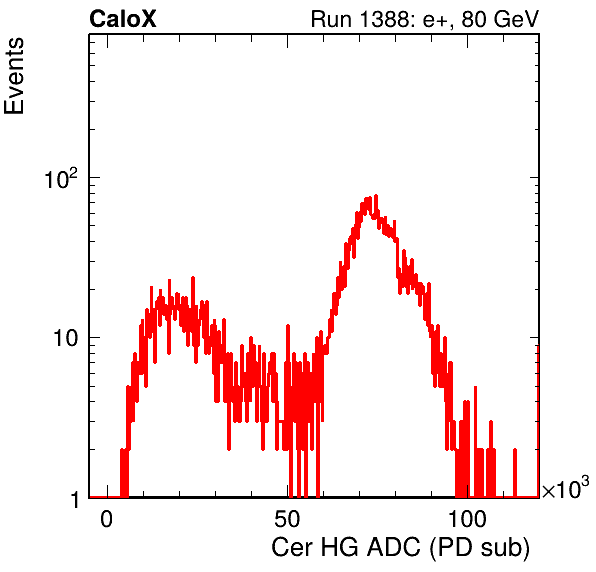 CaloX Run 1388: e+, 80 GeV
Events
10²
10
1
0 50 100 ×10³
Cer HG ADC (PD sub)